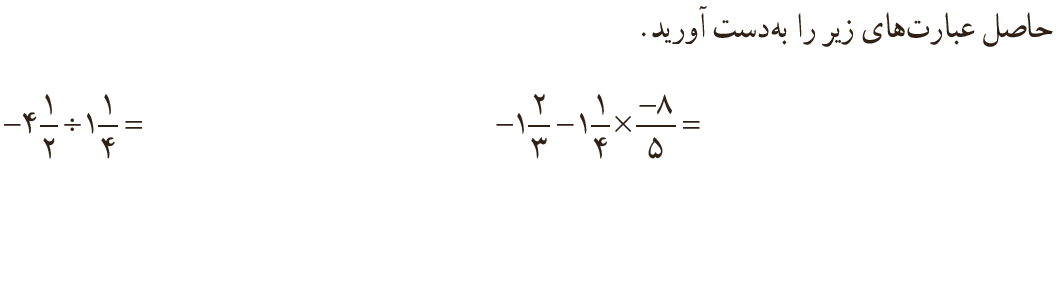 حاصل عبارت‌های زیر را به‌دست آورید.
−۱ ۲/۳ − ۱ ۱/۴ × −۸/۵ =
−۴ ۱/۲ ÷ ۱ ۱/۴ =